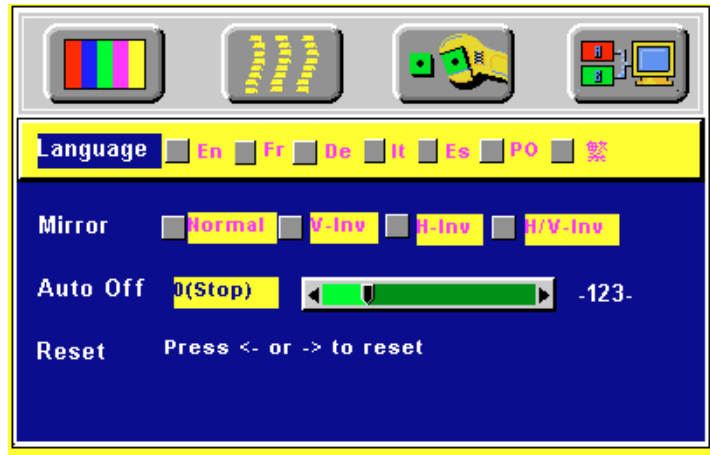 Language En Fr De It Es PO 繁
Mirror Normal V-Inv H-Inv H/V-Inv
Auto Off 0(Stop) -123-
Reset Press <- or -> to reset